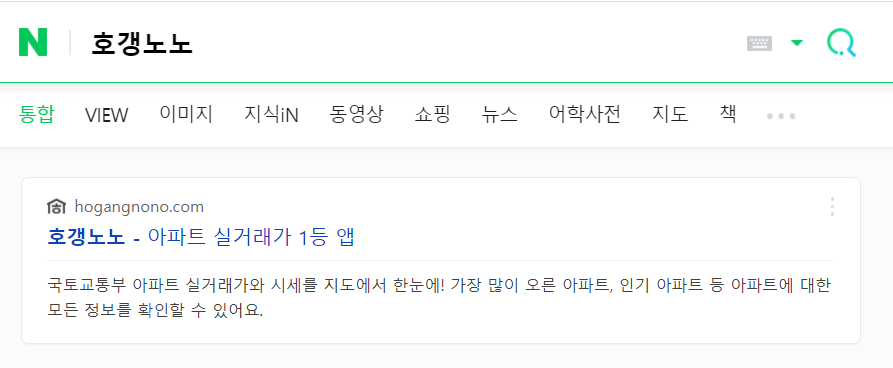 N 호갱노노
통합 VIEW 이미지 지식iN 동영상 쇼핑 뉴스 어학사전 지도 책
hogangnono.com
호갱노노 - 아파트 실거래가 1등 앱
국토교통부 아파트 실거래가와 시세를 지도에서 한눈에! 가장 많이 오른 아파트, 인기 아파트 등 아파트에 대한
모든 정보를 확인할 수 있어요.